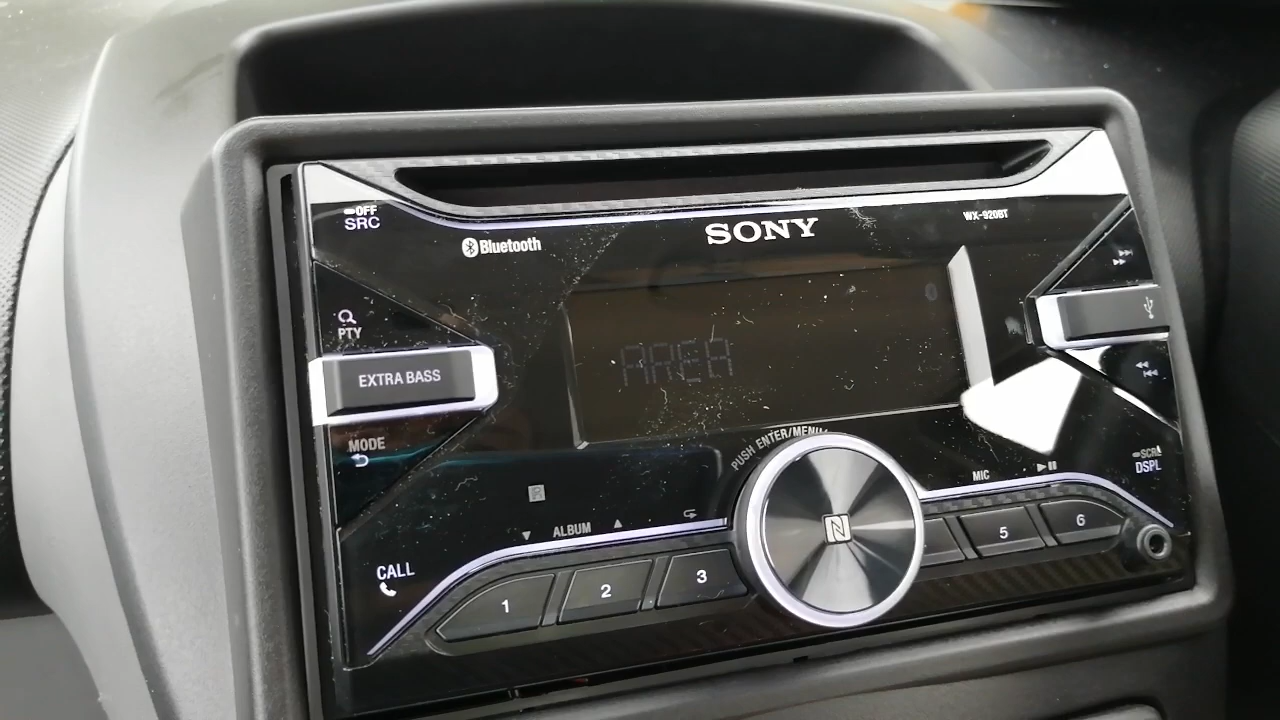 OFF
SRC
Bluetooth
SONY
WX-920BT
PTY
EXTRA BASS
AREA
MODE
PUSH ENTER/MENU
MIC
SCRL
DSPL
R
ALBUM
CALL
1
2
3
N
5
6